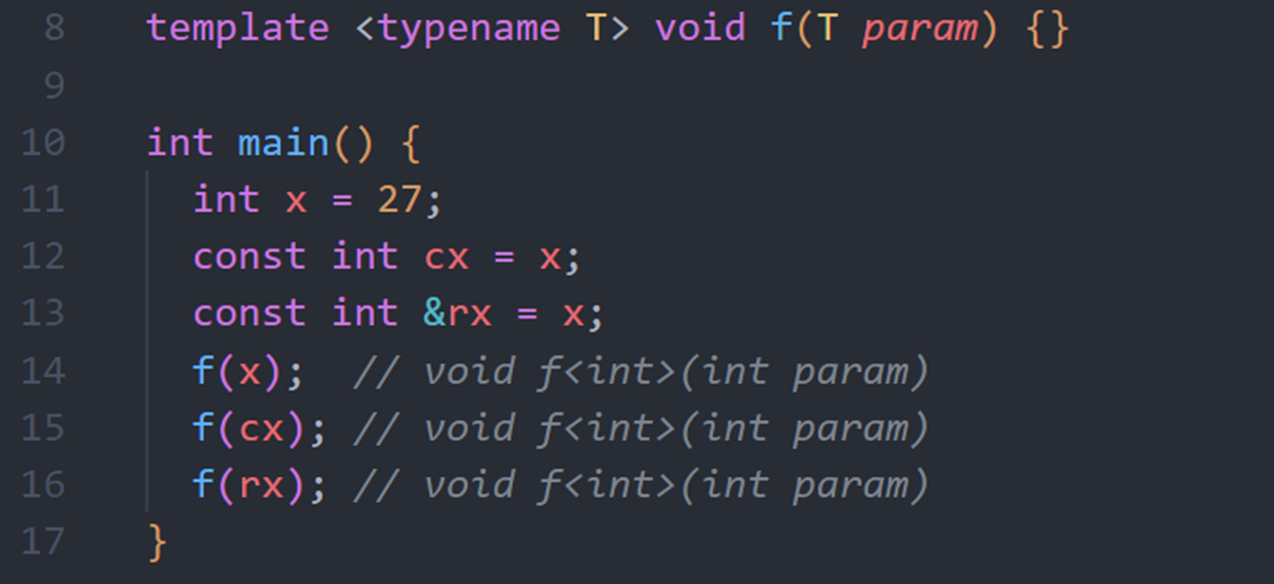 8 template <typename T> void f(T param) {}
9
10 int main() {
11 int x = 27;
12 const int cx = x;
13 const int &rx = x;
14 f(x); // void f<int>(int param)
15 f(cx); // void f<int>(int param)
16 f(rx); // void f<int>(int param)
17 }